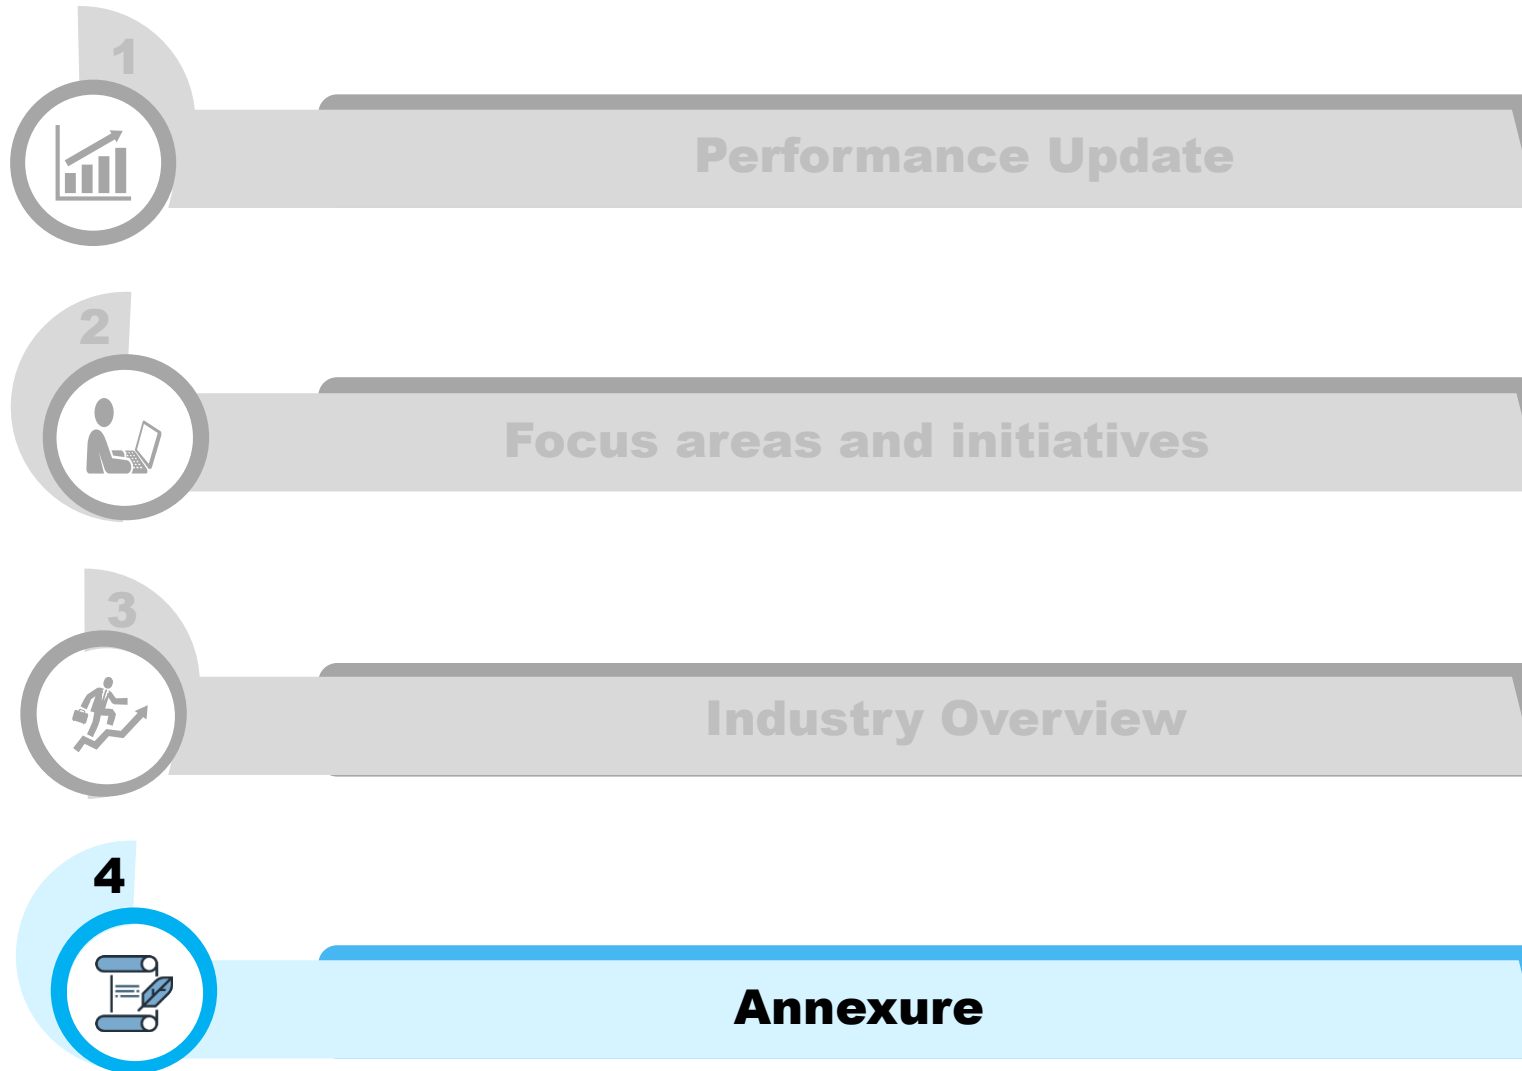 1
Performance Update
2
Focus areas and initiatives
3
Industry Overview
4
Annexure